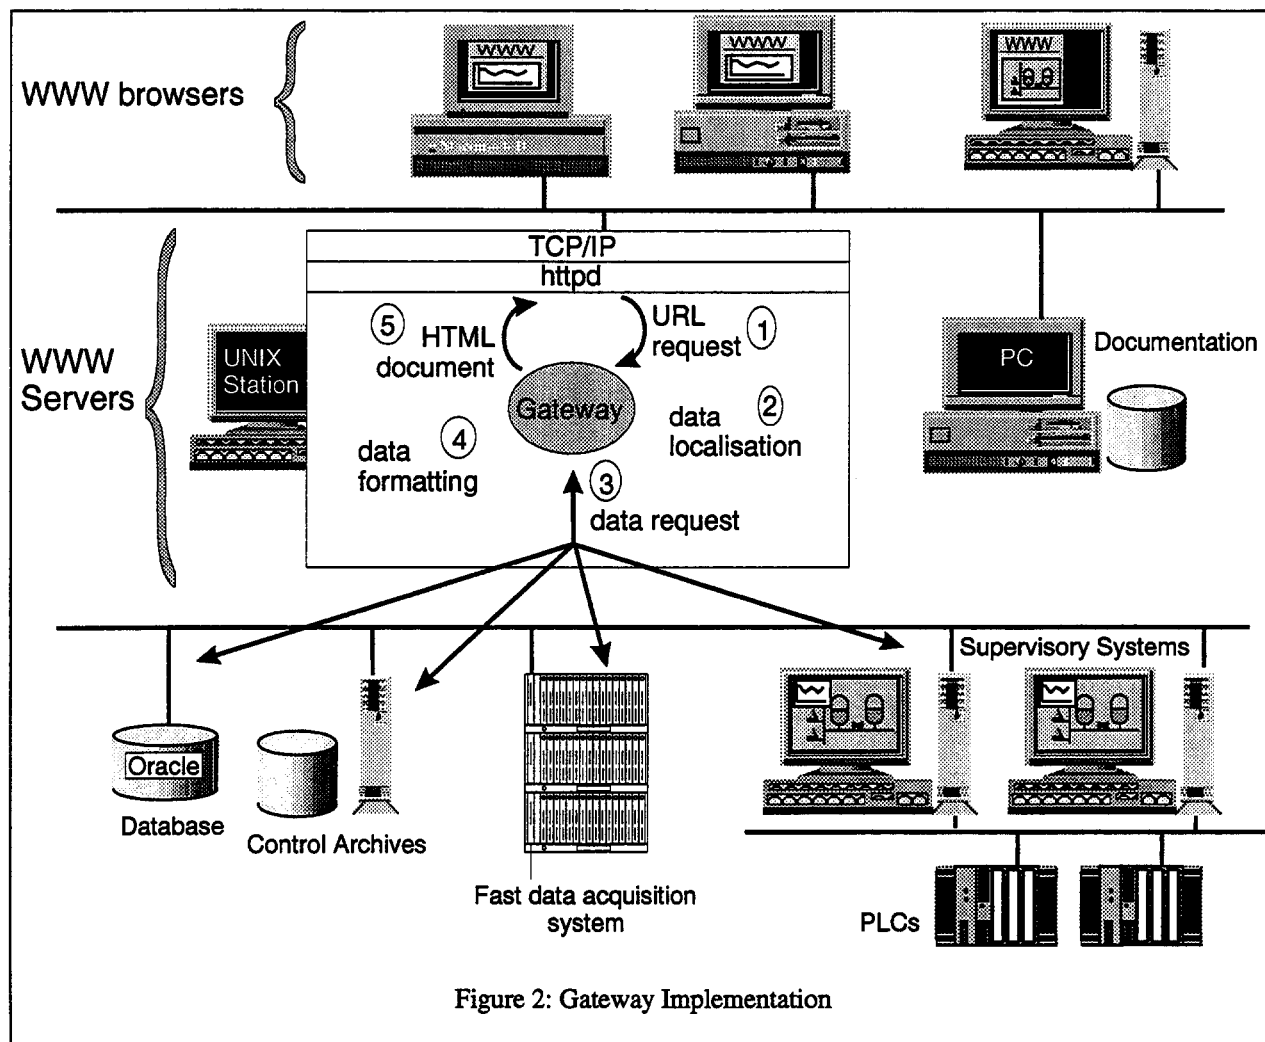 WWW browsers
WWW
WWW
WWW
TCP/IP
httpd
WWW
Servers
UNIX
Station
5
HTML
document
URL
request
1
Gateway
data
localisation
2
data
formatting
4
3
data request
PC
Documentation
Supervisory Systems
Oracle
Database
Control Archives
Fast data acquisition
system
PLCs
Figure 2: Gateway Implementation